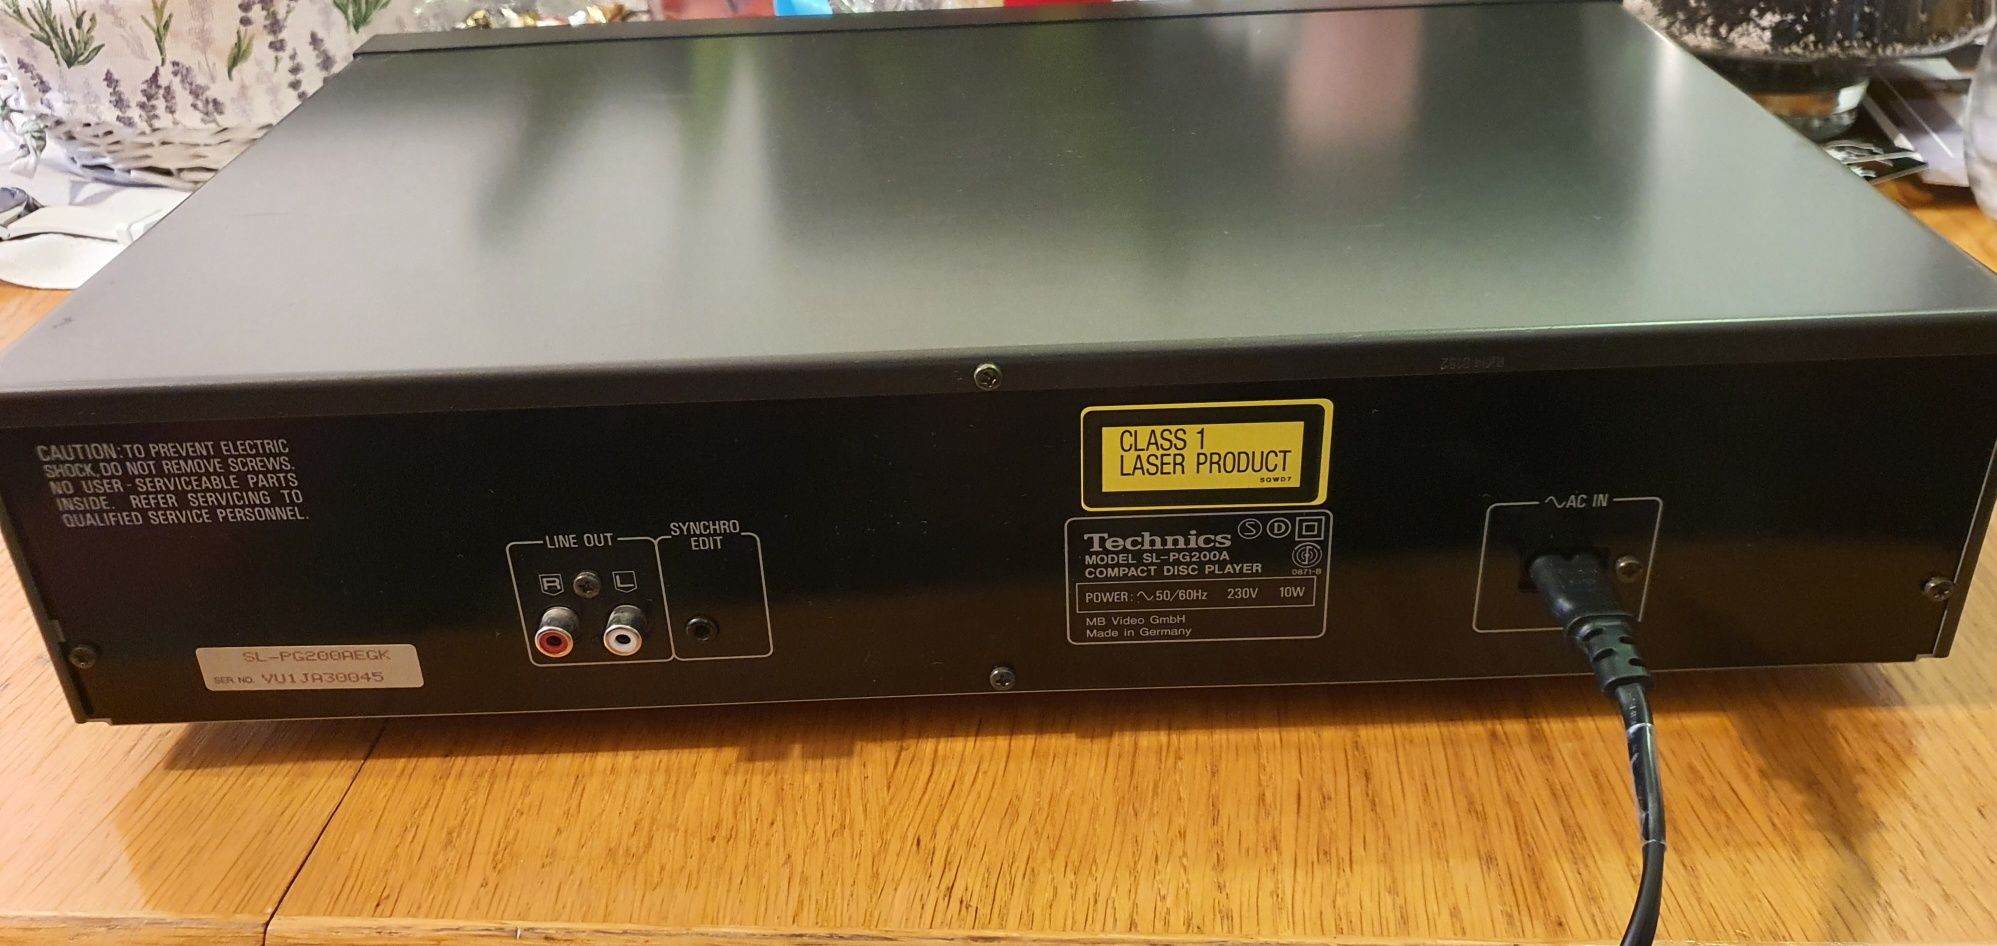 CAUTION: TO PREVENT ELECTRIC
SHOCK, DO NOT REMOVE SCREWS.
NO USER-SERVICEABLE PARTS
INSIDE. REFER SERVICING TO
QUALIFIED SERVICE PERSONNEL.
SL-PG200AEGK
SER NO. VU1JA30045
LINE OUT
R L
SYNCHRO
EDIT
CLASS 1
LASER PRODUCT
SQWD7
Technics S D
MODEL SL-PG200A
COMPACT DISC PLAYER
0871-B
POWER: 50/60Hz 230V 10W
MB Video GmbH
Made in Germany
AC IN